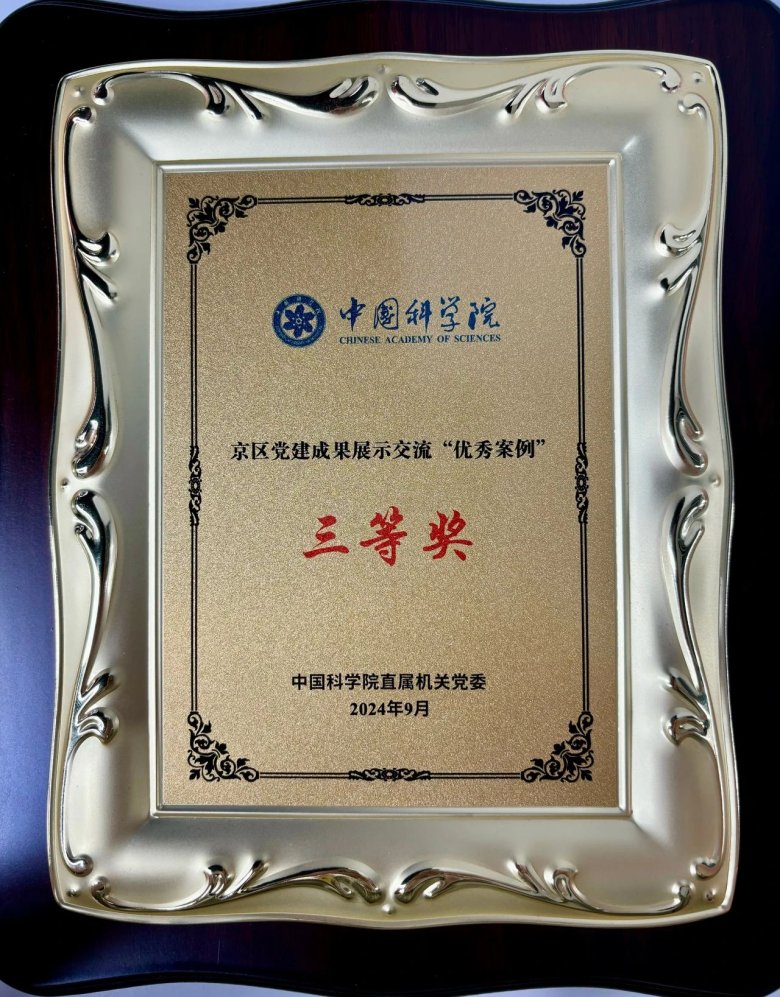 中国科学院
CHINESE ACADEMY OF SCIENCES
京区党建成果展示交流“优秀案例”
三等奖
中国科学院直属机关党委
2024年9月